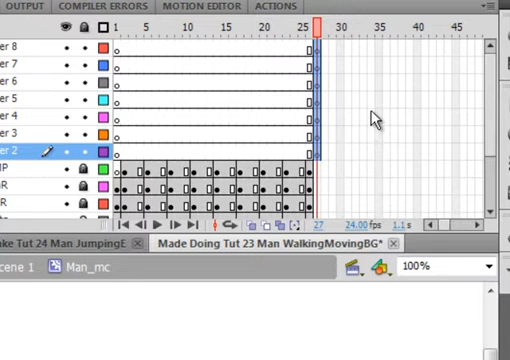 OUTPUT COMPILER ERRORS MOTION EDITOR ACTIONS
1 5 10 15 20 25 30 35 40 45
er 8
er 7
er 6
er 5
er 4
er 3
er 2
P
R
R
27 24.00 fps 1.1 s
ke Tut 24 Man JumpingE Made Doing Tut 23 Man WalkingMovingBG*
cene 1 Man_mc 100%